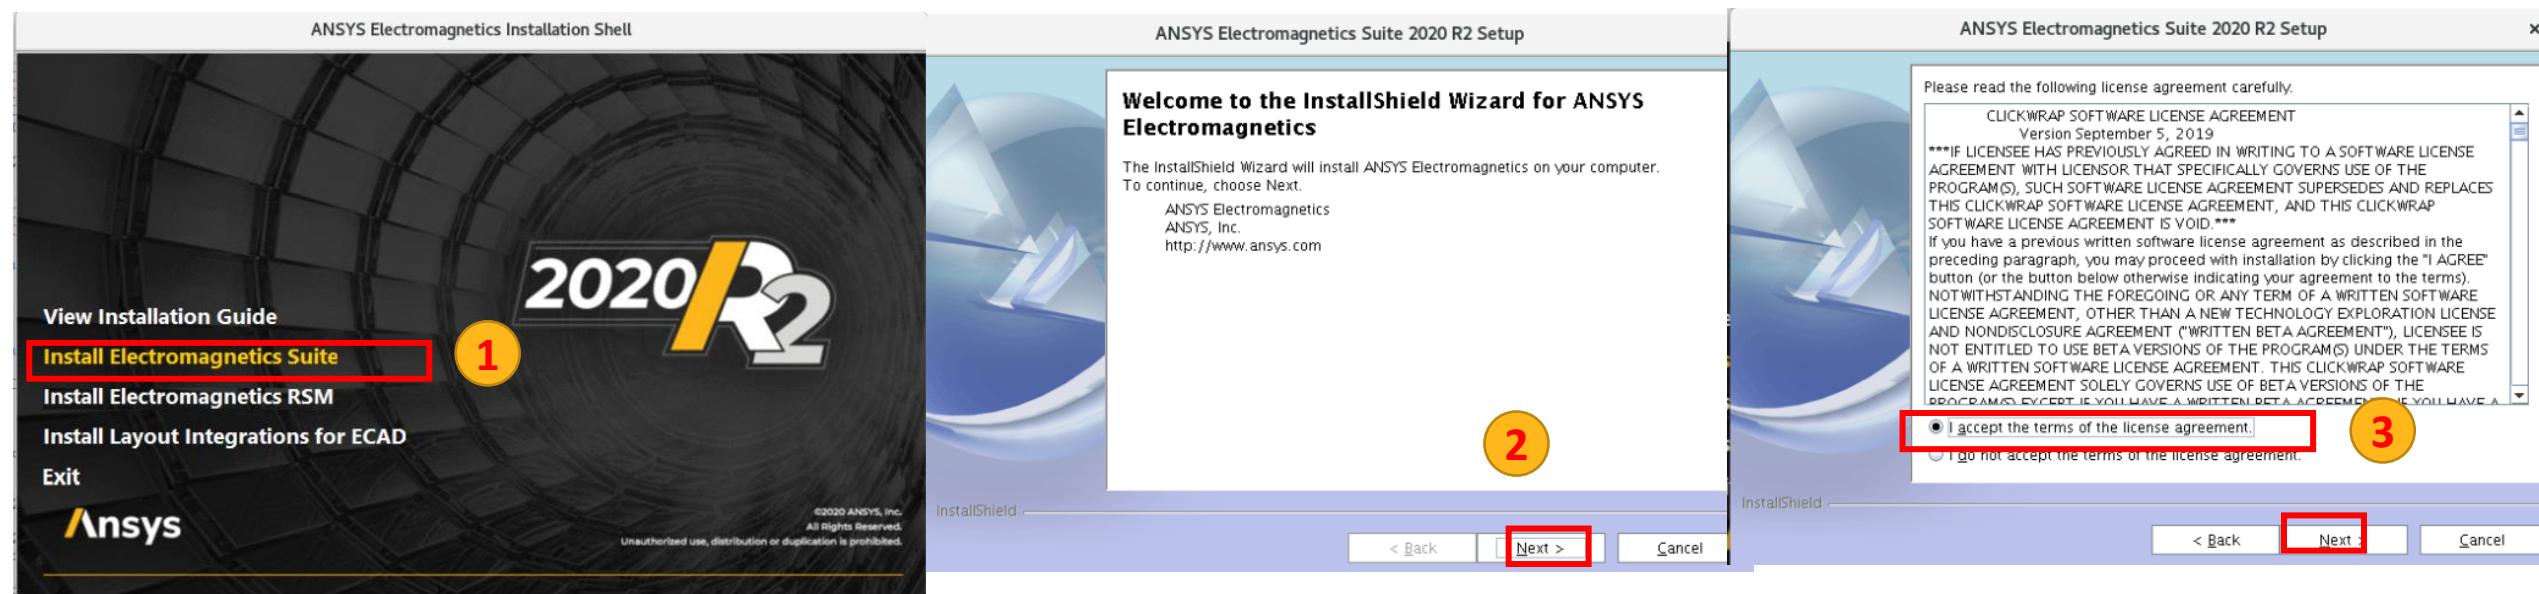 ANSYS Electromagnetics Installation Shell
2020 R2
View Installation Guide
Install Electromagnetics Suite
1
Install Electromagnetics RSM
Install Layout Integrations for ECAD
Exit
Ansys
©2020 ANSYS, Inc.
All Rights Reserved.
Unauthorized use, distribution or duplication is prohibited.
ANSYS Electromagnetics Suite 2020 R2 Setup
Welcome to the InstallShield Wizard for ANSYS
Electromagnetics
The InstallShield Wizard will install ANSYS Electromagnetics on your computer.
To continue, choose Next.
ANSYS Electromagnetics
ANSYS, Inc.
http://www.ansys.com
2
InstallShield
< Back
Next >
Cancel
ANSYS Electromagnetics Suite 2020 R2 Setup
Please read the following license agreement carefully.
CLICKWRAP SOFTWARE LICENSE AGREEMENT
Version September 5, 2019
***IF LICENSEE HAS PREVIOUSLY AGREED IN WRITING TO A SOFTWARE LICENSE
AGREEMENT WITH LICENSOR THAT SPECIFICALLY GOVERNS USE OF THE
PROGRAM(S), SUCH SOFTWARE LICENSE AGREEMENT SUPERSEDES AND REPLACES
THIS CLICKWRAP SOFTWARE LICENSE AGREEMENT, AND THIS CLICKWRAP
SOFTWARE LICENSE AGREEMENT IS VOID.***
If you have a previous written software license agreement as described in the
preceding paragraph, you may proceed with installation by clicking the "I AGREE"
button (or the button below otherwise indicating your agreement to the terms).
NOTWITHSTANDING THE FOREGOING OR ANY TERM OF A WRITTEN SOFTWARE
LICENSE AGREEMENT, OTHER THAN A NEW TECHNOLOGY EXPLORATION LICENSE
AND NONDISCLOSURE AGREEMENT ("WRITTEN BETA AGREEMENT"), LICENSEE IS
NOT ENTITLED TO USE BETA VERSIONS OF THE PROGRAM(S) UNDER THE TERMS
OF A WRITTEN SOFTWARE LICENSE AGREEMENT. THIS CLICKWRAP SOFTWARE
LICENSE AGREEMENT SOLELY GOVERNS USE OF BETA VERSIONS OF THE
PROGRAM(S) EXCEPT IF YOU HAVE A WRITTEN BETA AGREEMENT. IF YOU HAVE A
I accept the terms of the license agreement.
3
I do not accept the terms of the license agreement.
InstallShield
< Back
Next >
Cancel